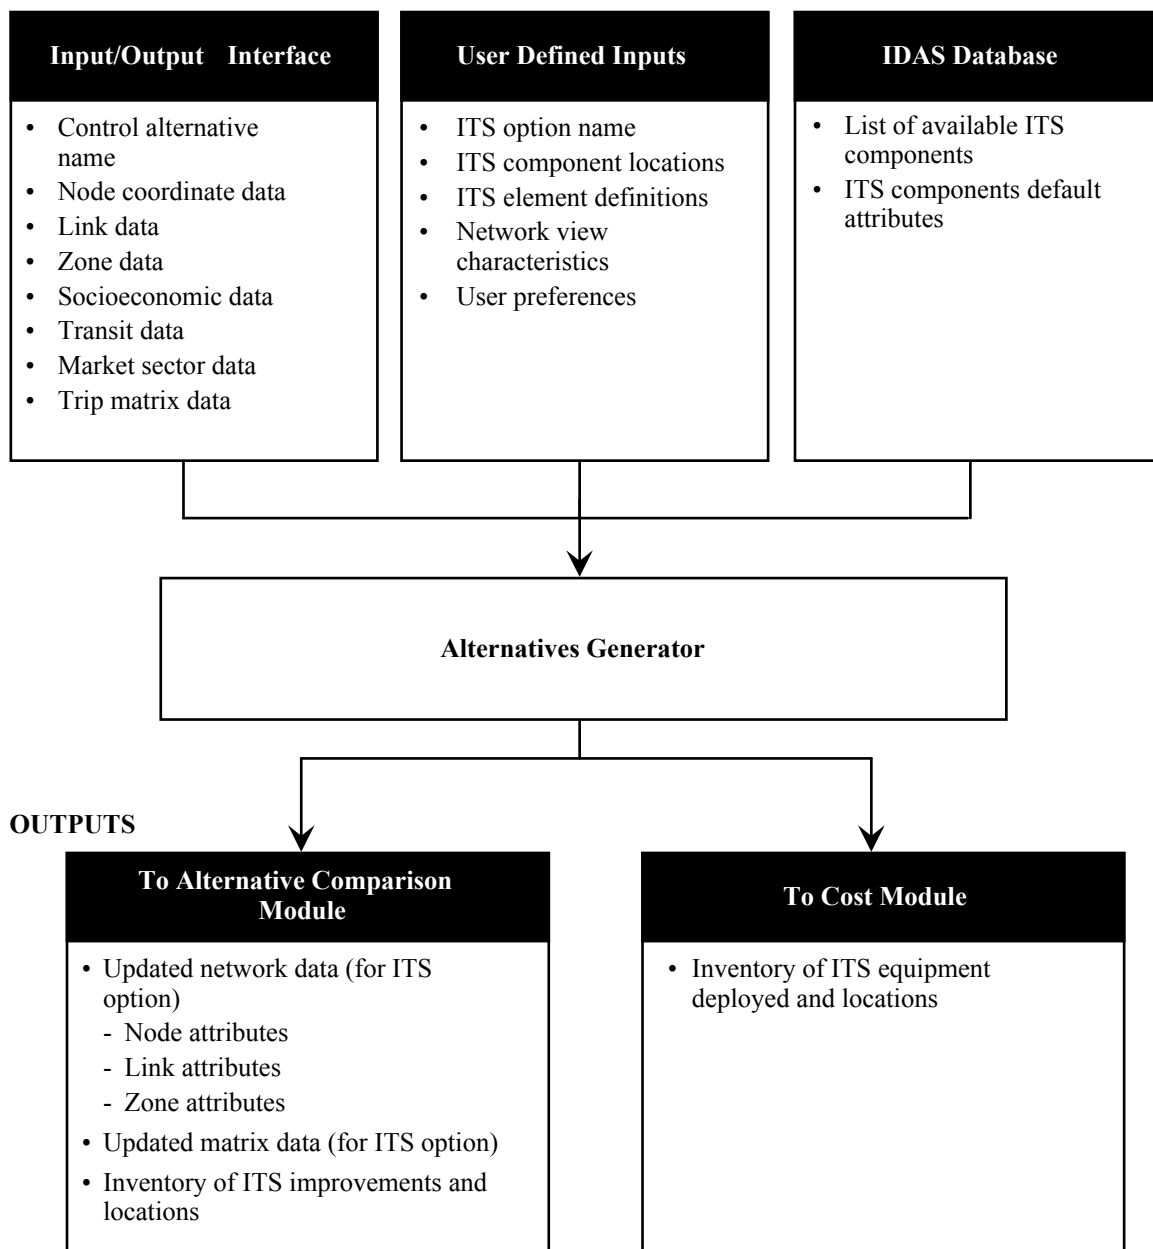 Input/Output Interface
• Control alternative
name
• Node coordinate data
• Link data
• Zone data
• Socioeconomic data
• Transit data
• Market sector data
• Trip matrix data
User Defined Inputs
• ITS option name
• ITS component locations
• ITS element definitions
• Network view
characteristics
• User preferences
IDAS Database
• List of available ITS
components
• ITS components default
attributes
Alternatives Generator
OUTPUTS
To Alternative Comparison
Module
• Updated network data (for ITS
option)
- Node attributes
- Link attributes
- Zone attributes
• Updated matrix data (for ITS option)
• Inventory of ITS improvements and
locations
To Cost Module
• Inventory of ITS equipment
deployed and locations